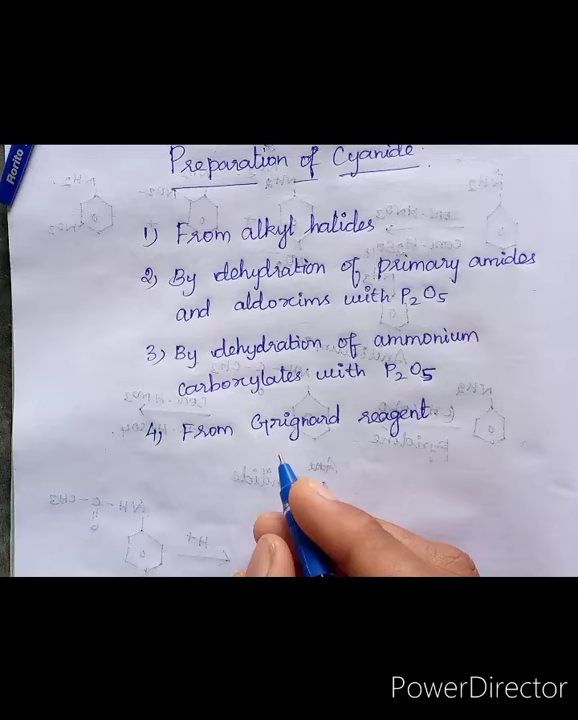 Rorito
Preparation of Cyanide.
1) From alkyl halides.
2) By dehydration of primary amides
and aldoxims with P2O5
3) By dehydration of ammonium
carboxylates with P2O5
4) From Grignard reagent
PowerDirector